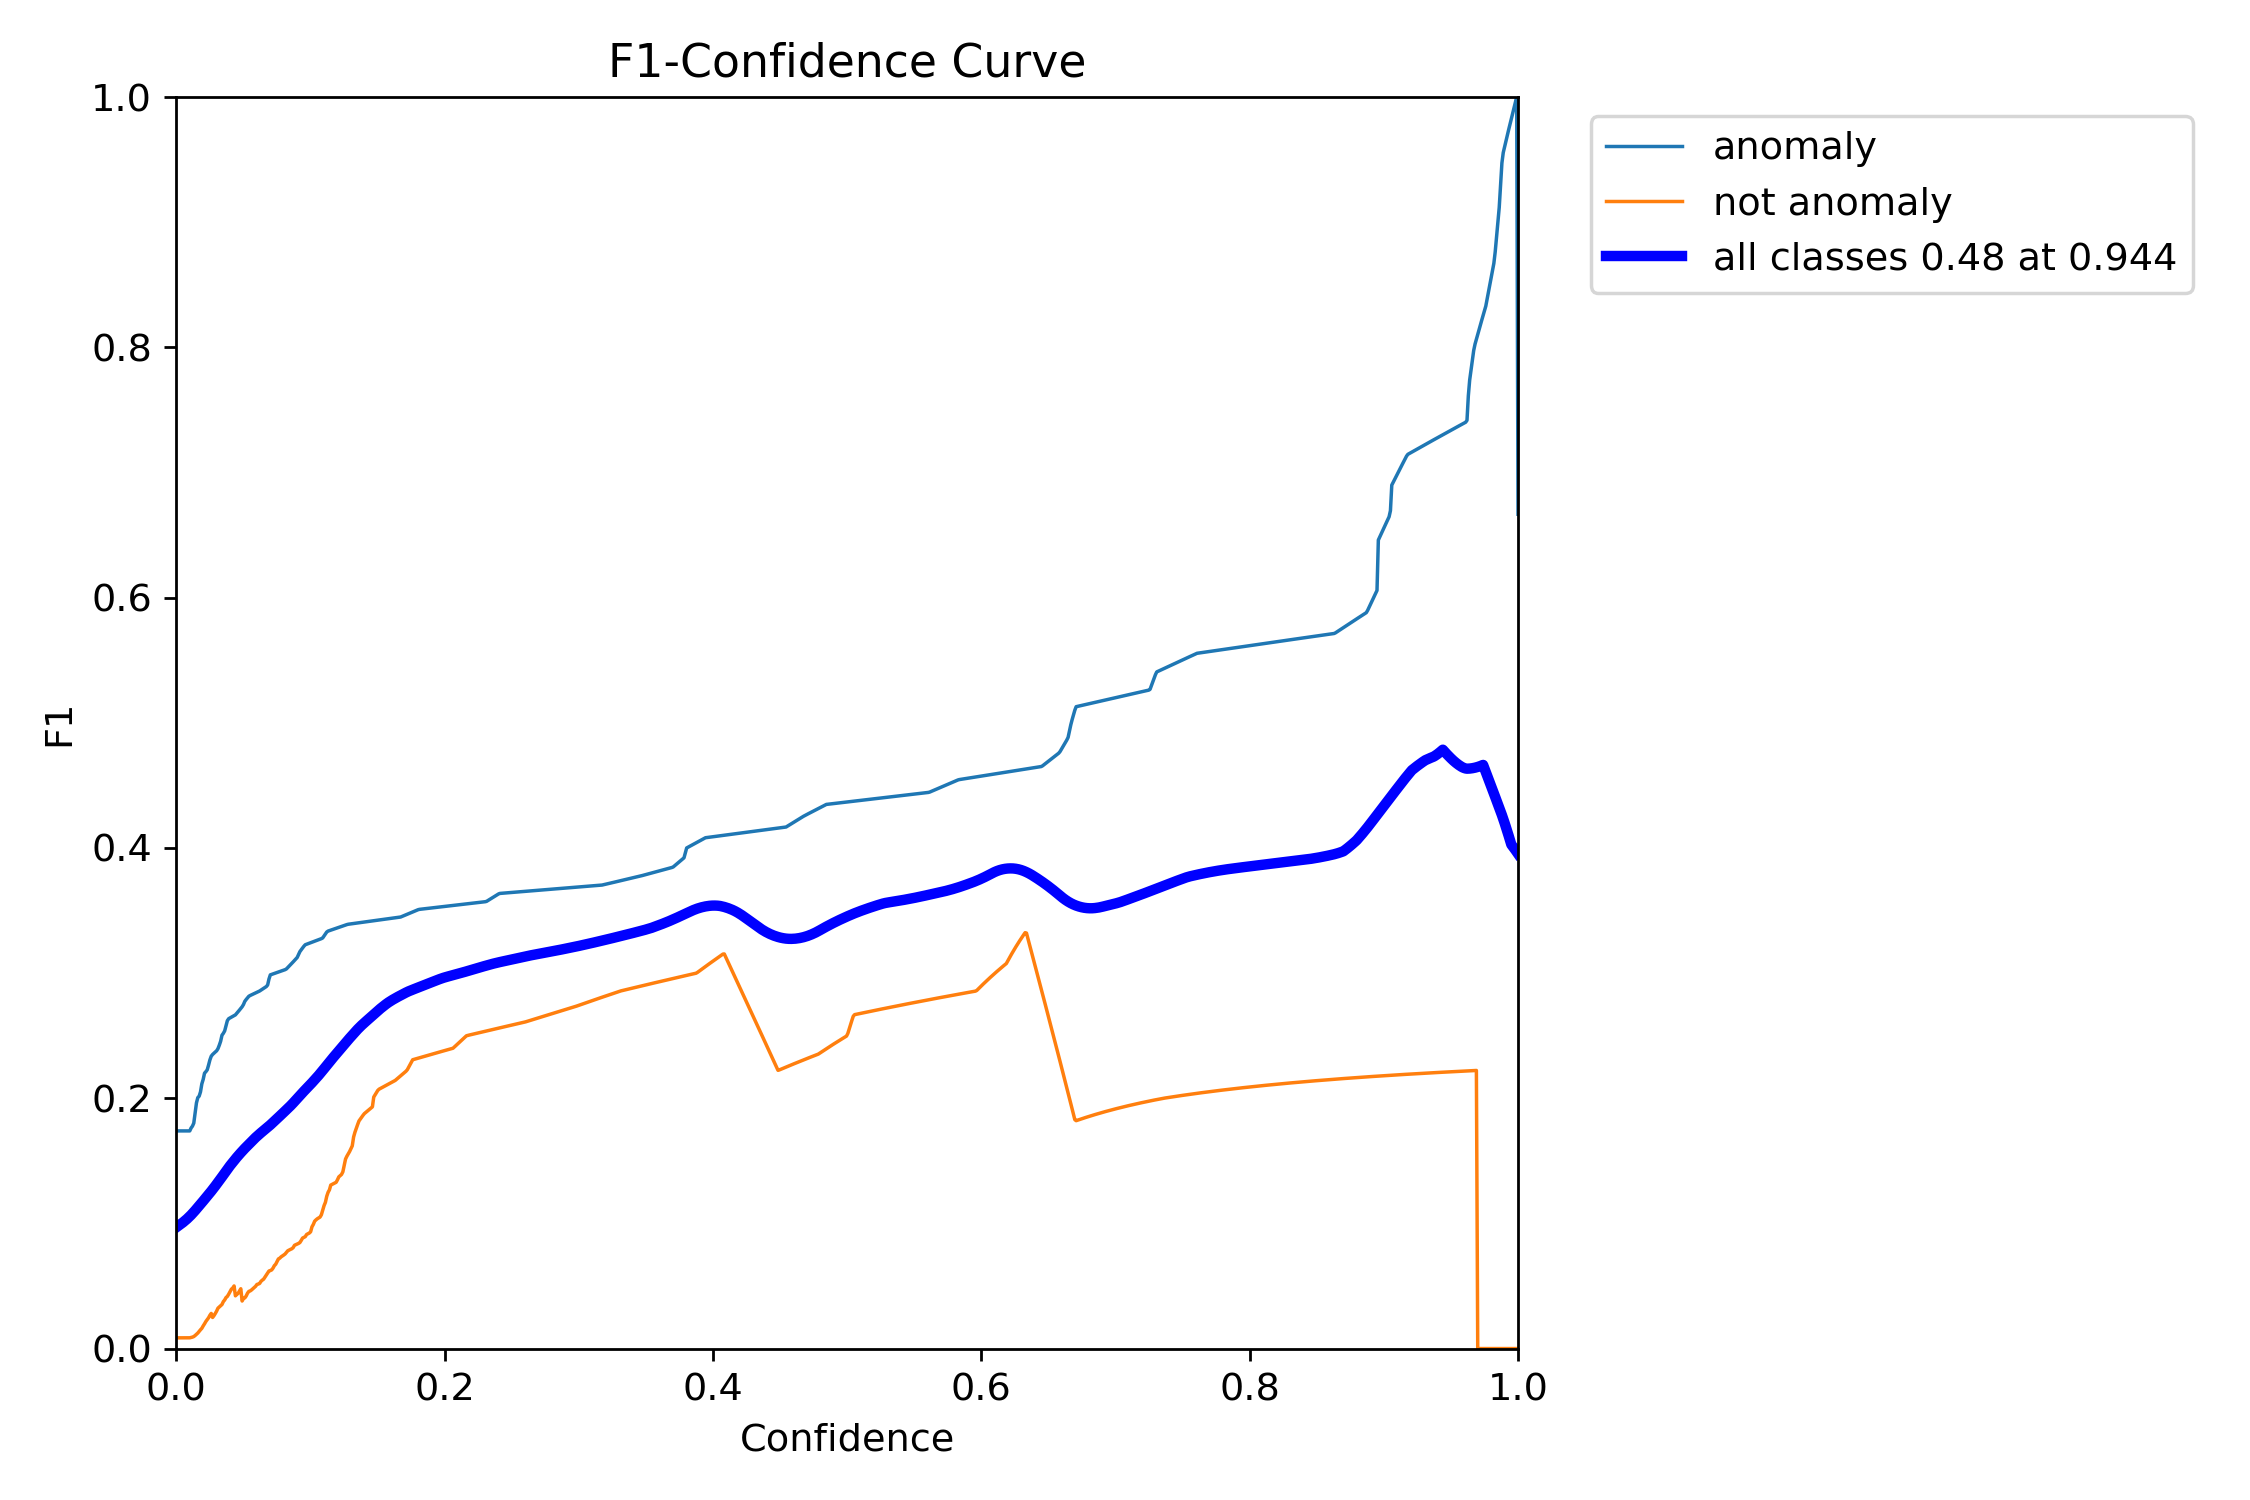 F1-Confidence Curve
1.0
0.8
0.6
0.4
0.2
0.0
F1
0.0 0.2 0.4 0.6 0.8 1.0
Confidence
anomaly
not anomaly
all classes 0.48 at 0.944